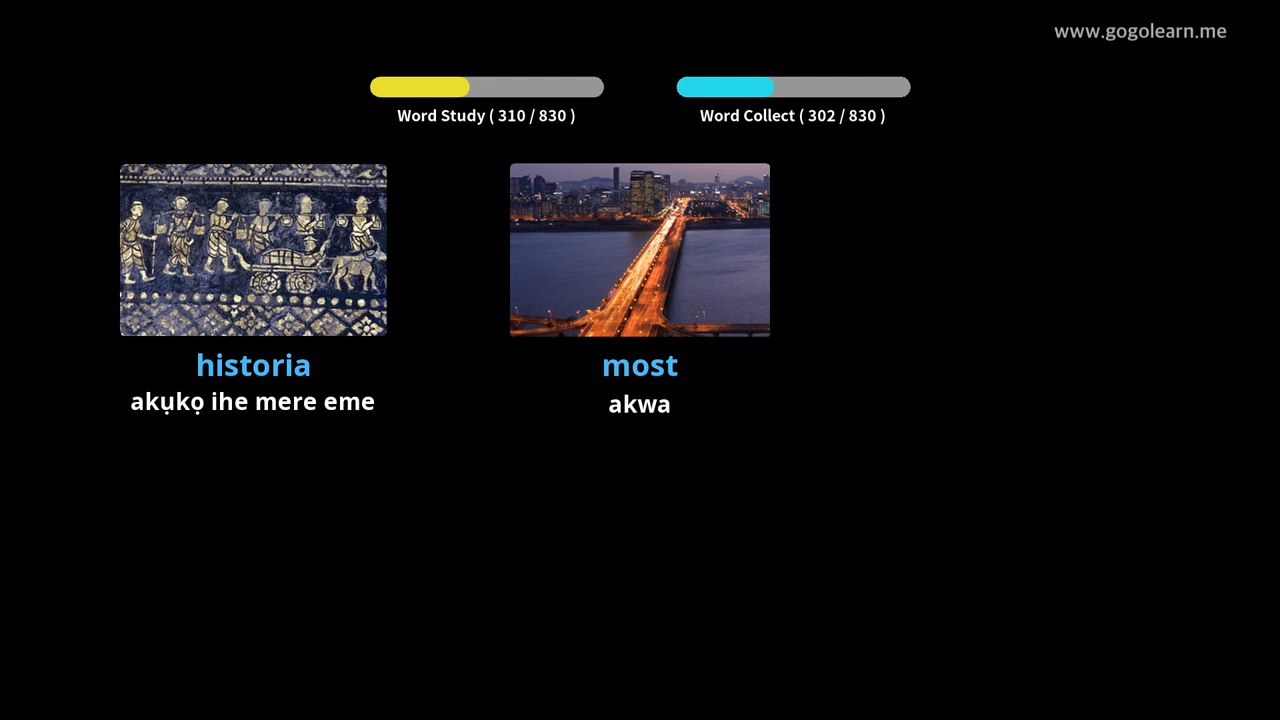 www.gogolearn.me
Word Study ( 310 / 830 )
Word Collect ( 302 / 830 )
historia
akụkọ ihe mere eme
most
akwa